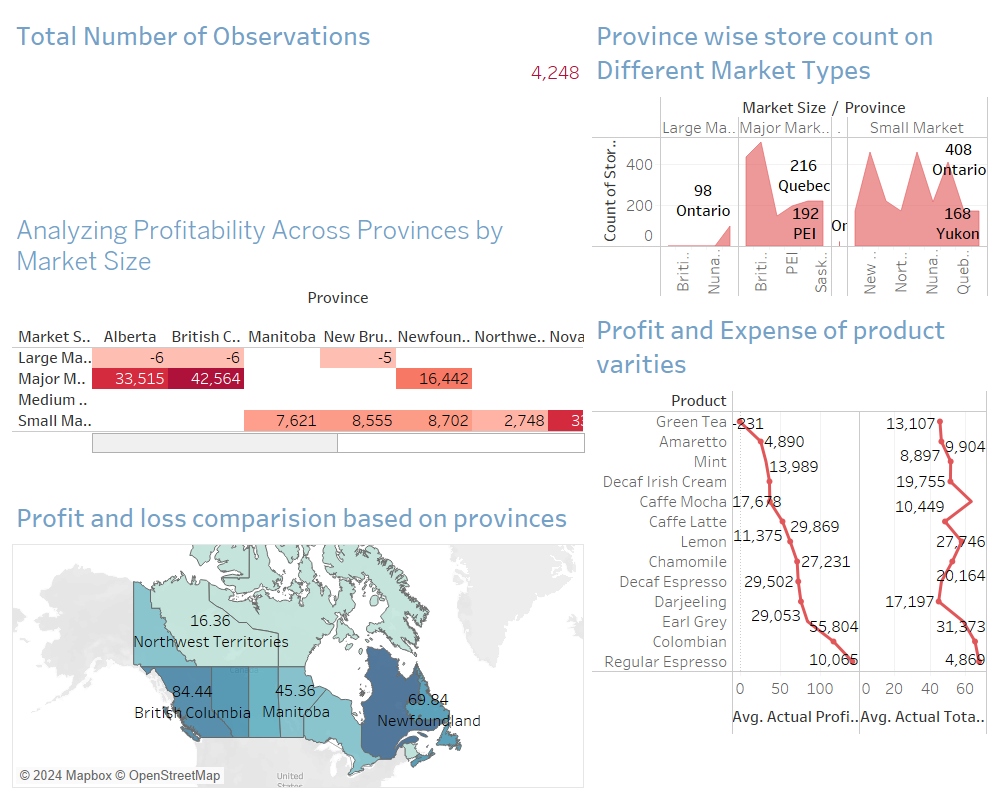 Total Number of Observations
4,248
Analyzing Profitability Across Provinces by
Market Size
Province
Market S.. Alberta British C.. Manitoba New Bru.. Newfoun.. Northwe.. Nova
Large Ma.. -6 -6 -5
Major M.. 33,515 42,564 16,442
Medium ..
Small Ma.. 7,621 8,555 8,702 2,748 33
Profit and loss comparision based on provinces
16.36
Northwest Territories
84.44
British Columbia
45.36
Manitoba
69.84
Newfoundland
© 2024 Mapbox © OpenStreetMap
United
States
Province wise store count on
Different Market Types
Market Size / Province
Large Ma.. Major Mark.. . Small Market
Count of Stor..
400
200
0
98
Ontario
216
Quebec
192
PEI
Or
408
Ontario
168
Yukon
Briti..
Nuna..
Briti..
PEI
Sask..
New ..
Nort..
Nuna..
Queb..
Profit and Expense of product
varities
Product
Green Tea -231 13,107
Amaretto 4,890 9,904
Mint 13,989 8,897
Decaf Irish Cream 19,755
Caffe Mocha 17,678 10,449
Caffe Latte 29,869
Lemon 11,375 27,746
Chamomile 27,231 20,164
Decaf Espresso 29,502
Darjeeling 29,053 17,197
Earl Grey 55,804 31,373
Colombian
Regular Espresso 10,065 4,869
0 50 100 0 20 40 60
Avg. Actual Profi.. Avg. Actual Tota..